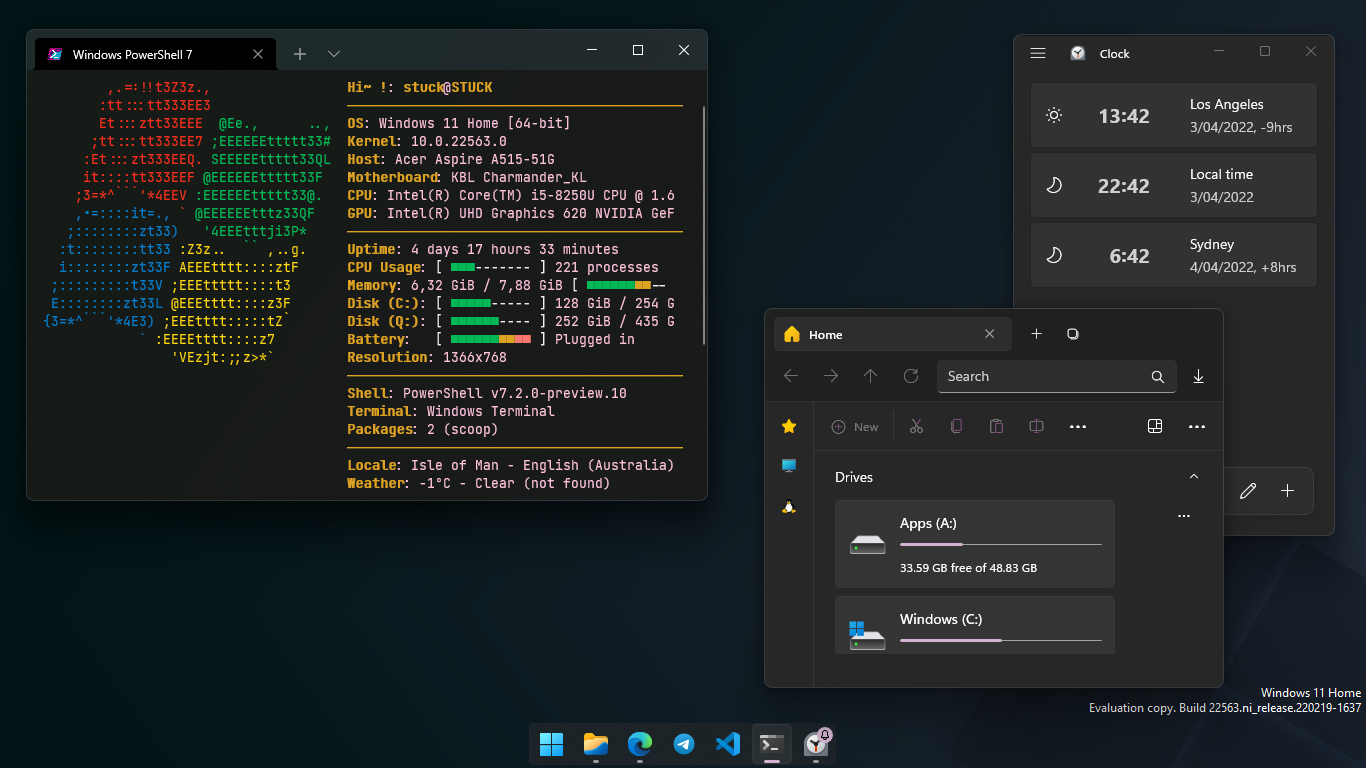 Windows PowerShell 7
,.=:!!t3Z3z.,
:tt:::tt333EE3
Et:::ztt33EEE  @Ee.,      ..,
;tt:::tt333EE7 ;EEEEEEttttt33#
:Et:::zt333EEQ. SEEEEEttttt33QL
it::::tt333EEF @EEEEEEttttt33F
;3=*^```'*4EEV :EEEEEEttttt33@.
,.=::::it=., ` @EEEEEEtttz33QF
;::::::::zt33)   '4EEEtttji3P*
:t::::::::tt33 :Z3z..  `` ,..g.
i::::::::zt33F AEEEtttt::::ztF
;:::::::::t33V ;EEEttttt::::t3
E::::::::zt33L @EEEtttt::::z3F
{3=*^```'*4E3) ;EEEtttt:::::tZ`
` :EEEEtttt::::z7
'VEzjt:;;z>*`
Hi~ !: stuck@STUCK
OS: Windows 11 Home [64-bit]
Kernel: 10.0.22563.0
Host: Acer Aspire A515-51G
Motherboard: KBL Charmander_KL
CPU: Intel(R) Core(TM) i5-8250U CPU @ 1.6
GPU: Intel(R) UHD Graphics 620 NVIDIA GeF
Uptime: 4 days 17 hours 33 minutes
CPU Usage: [ ■■■------- ] 221 processes
Memory: 6,32 GiB / 7,88 GiB [ ■■■■■■■■--
Disk (C:): [ ■■■■■----- ] 128 GiB / 254 G
Disk (Q:): [ ■■■■■■---- ] 252 GiB / 435 G
Battery:   [ ■■■■■■■■■■ ] Plugged in
Resolution: 1366x768
Shell: PowerShell v7.2.0-preview.10
Terminal: Windows Terminal
Packages: 2 (scoop)
Locale: Isle of Man - English (Australia)
Weather: -1°C - Clear (not found)
Clock
13:42
Los Angeles
3/04/2022, -9hrs
22:42
Local time
3/04/2022
6:42
Sydney
4/04/2022, +8hrs
Home
Search
New
Drives
Apps (A:)
33.59 GB free of 48.83 GB
Windows (C:)
Windows 11 Home
Evaluation copy. Build 22563.ni_release.220219-1637